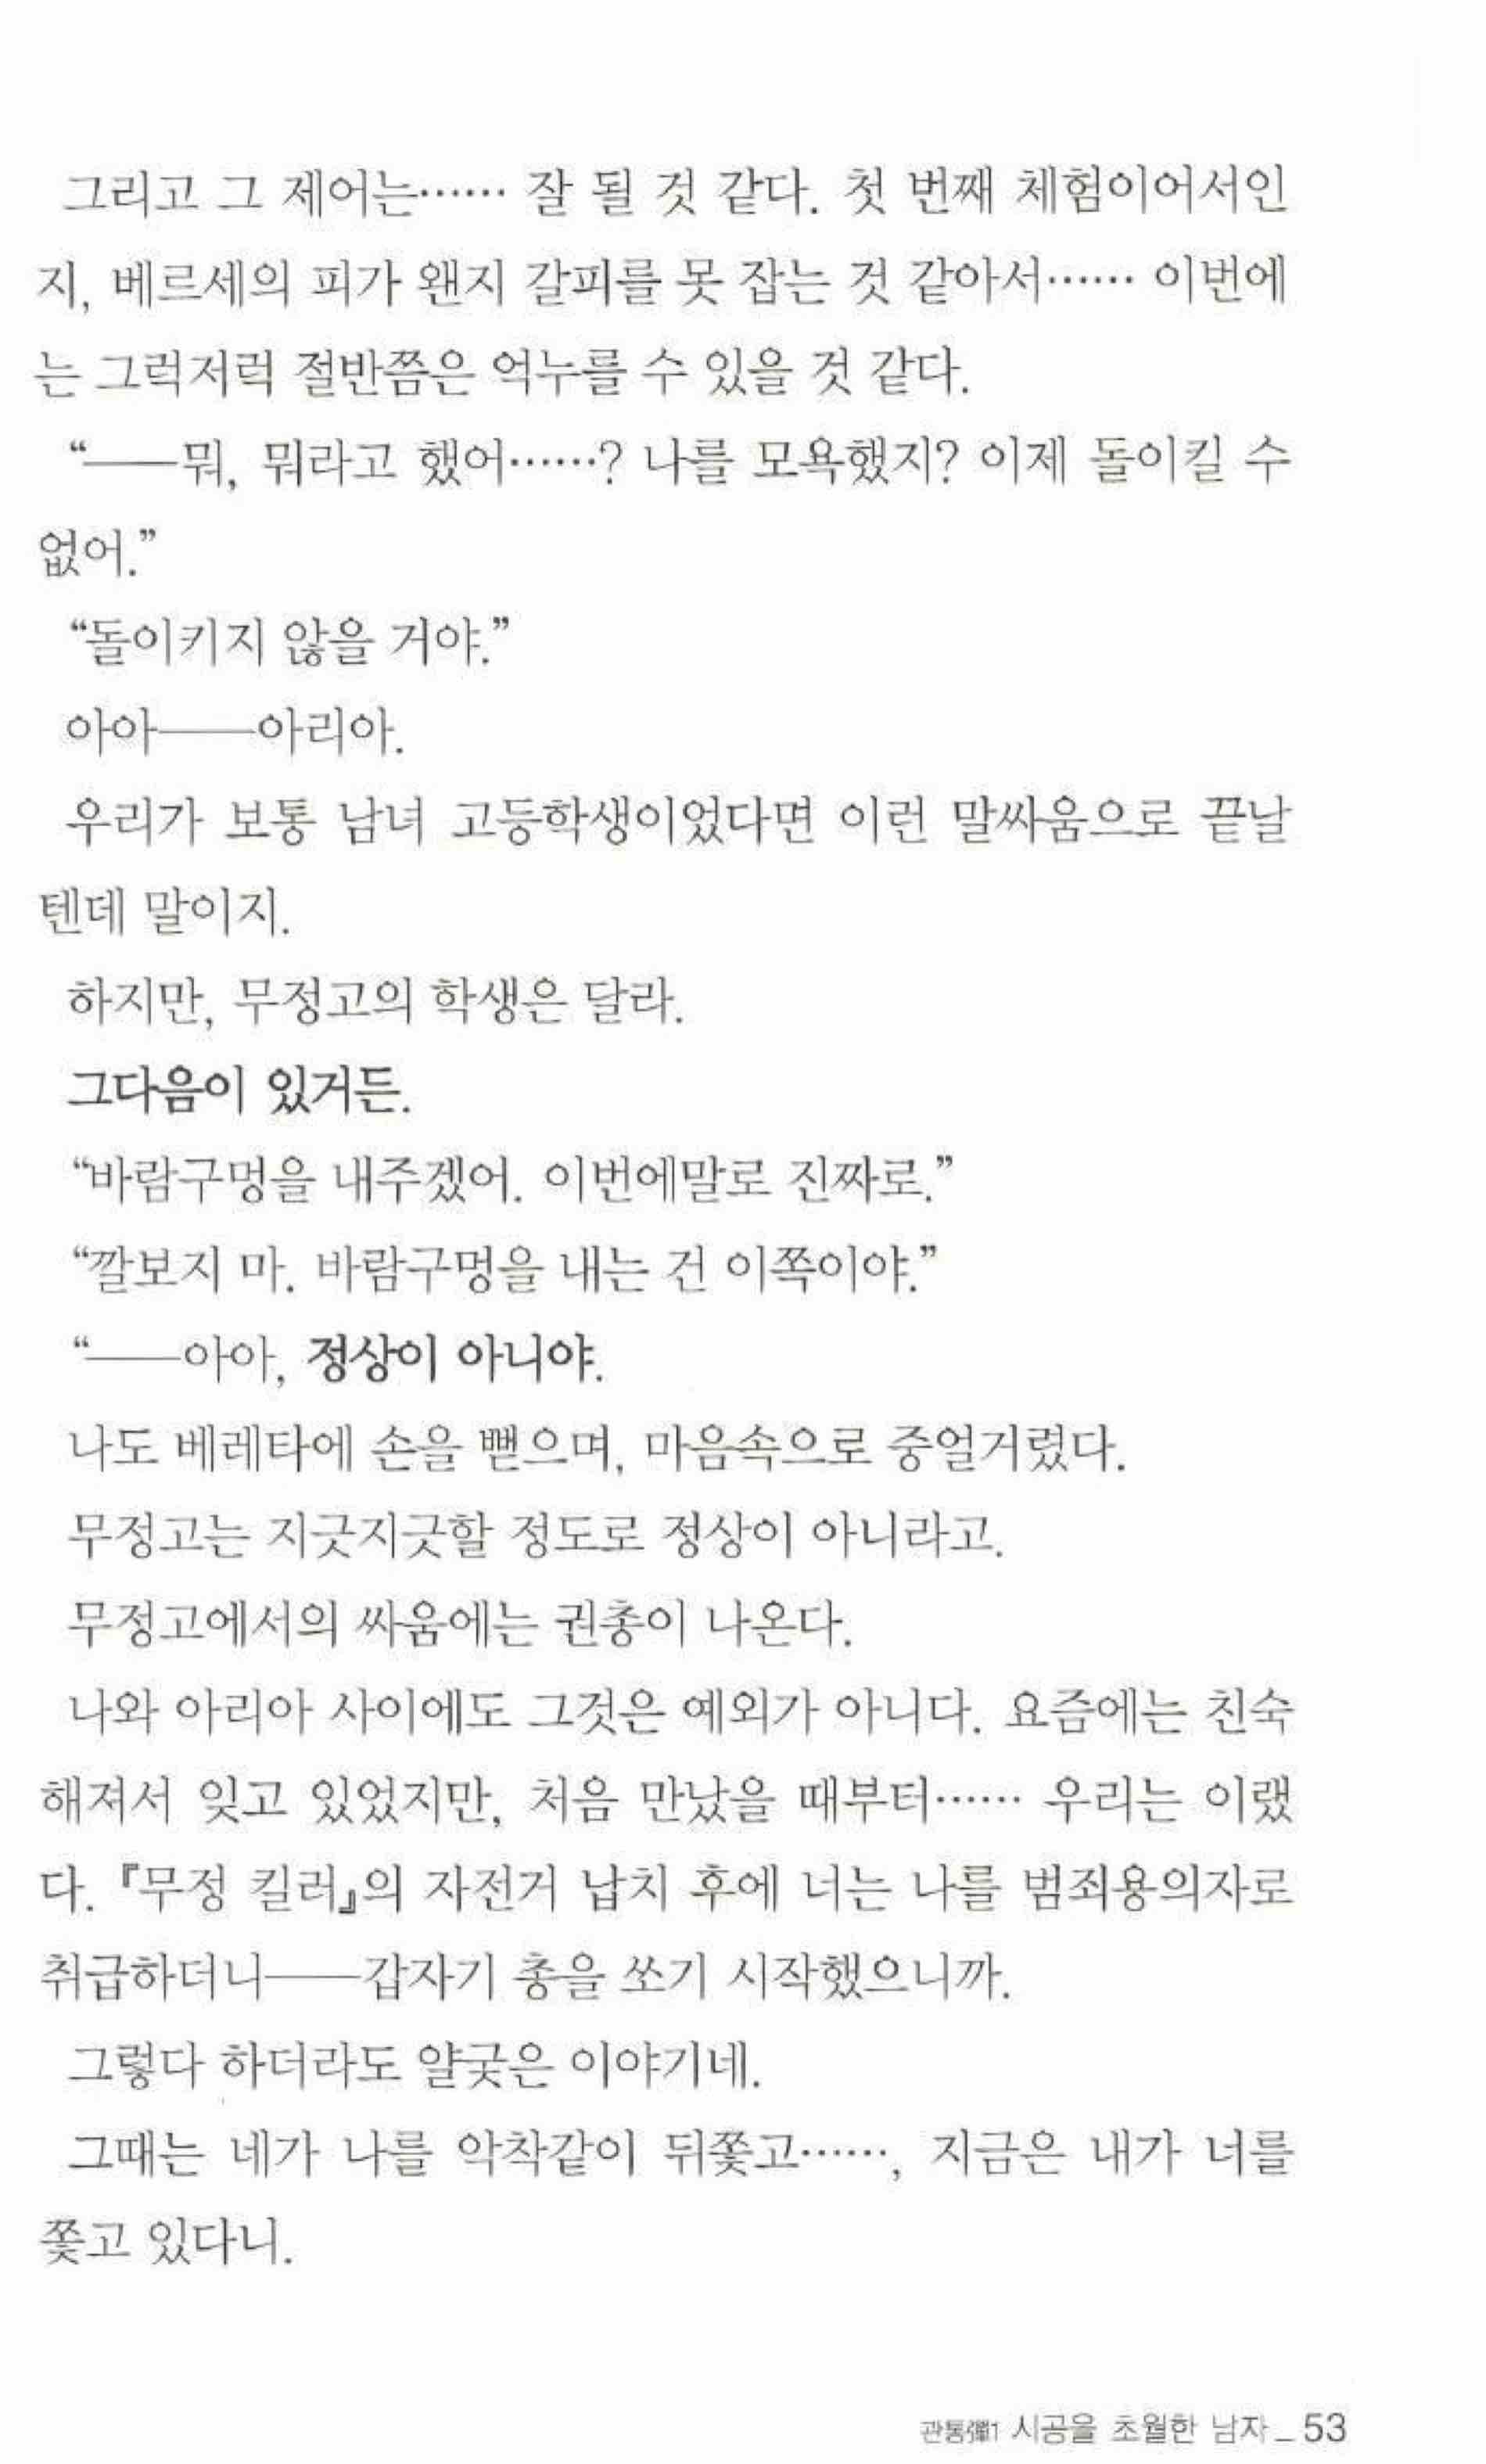 그리고 그 제어는…… 잘 될 것 같다. 첫 번째 체험이어서인
지, 베르세의 피가 왠지 갈피를 못 잡는 것 같아서…… 이번에
는 그럭저럭 절반쯤은 억누를 수 있을 것 같다.
“──뭐, 뭐라고 했어……? 나를 모욕했지? 이제 돌이킬 수
없어.”
“돌이키지 않을 거야.”
아아──아리아.
우리가 보통 남녀 고등학생이었다면 이런 말싸움으로 끝날
텐데 말이지.
하지만, 무정고의 학생은 달라.
그다음이 있거든.
“바람구멍을 내주겠어. 이번에말로 진짜로.”
“깔보지 마. 바람구멍을 내는 건 이쪽이야.”
“──아아, 정상이 아니야.
나도 베레타에 손을 뻗으며, 마음속으로 중얼거렸다.
무정고는 지긋지긋할 정도로 정상이 아니라고.
무정고에서의 싸움에는 권총이 나온다.
나와 아리아 사이에도 그것은 예외가 아니다. 요즘에는 친숙
해져서 잊고 있었지만, 처음 만났을 때부터…… 우리는 이랬
다. 『무정 킬러』의 자전거 납치 후에 너는 나를 범죄용의자로
취급하더니──갑자기 총을 쏘기 시작했으니까.
그렇다 하더라도 얄궂은 이야기네.
그때는 네가 나를 악착같이 뒤쫓고……, 지금은 내가 너를
쫓고 있다니.
관통彈1 시공을 초월한 남자_53